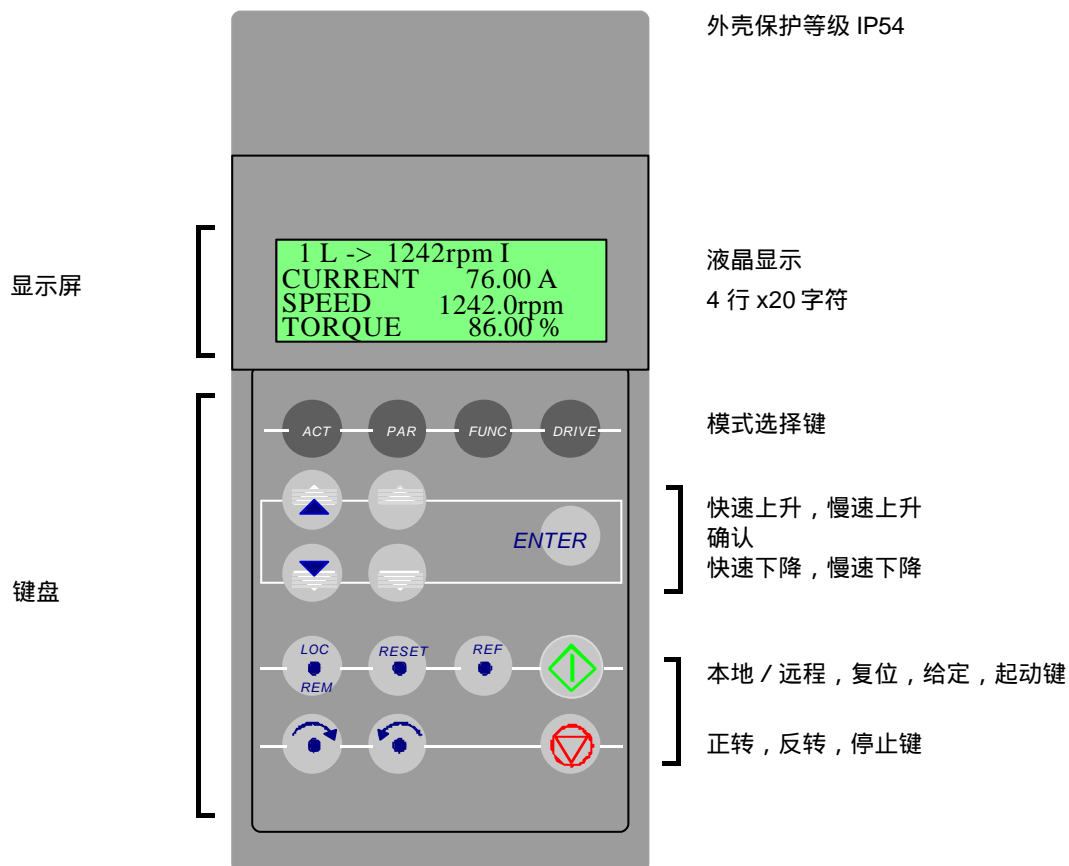 外壳保护等级 IP54
显示屏
1 L -> 1242rpm I
CURRENT 76.00 A
SPEED 1242.0rpm
TORQUE 86.00 %
液晶显示
4 行 x20 字符
键盘
ACT PAR FUNC DRIVE
模式选择键
ENTER
快速上升，慢速上升
确认
快速下降，慢速下降
LOC RESET REF
REM
本地 / 远程，复位，给定，起动键
正转，反转，停止键